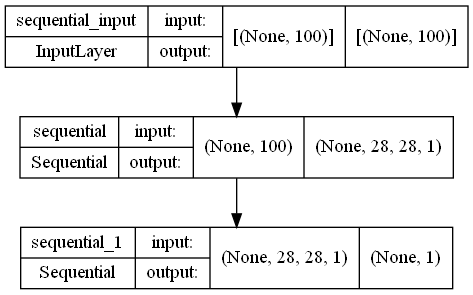 sequential_input input: [(None, 100)] [(None, 100)]
InputLayer output:
sequential input: (None, 100) (None, 28, 28, 1)
Sequential output:
sequential_1 input: (None, 28, 28, 1) (None, 1)
Sequential output: